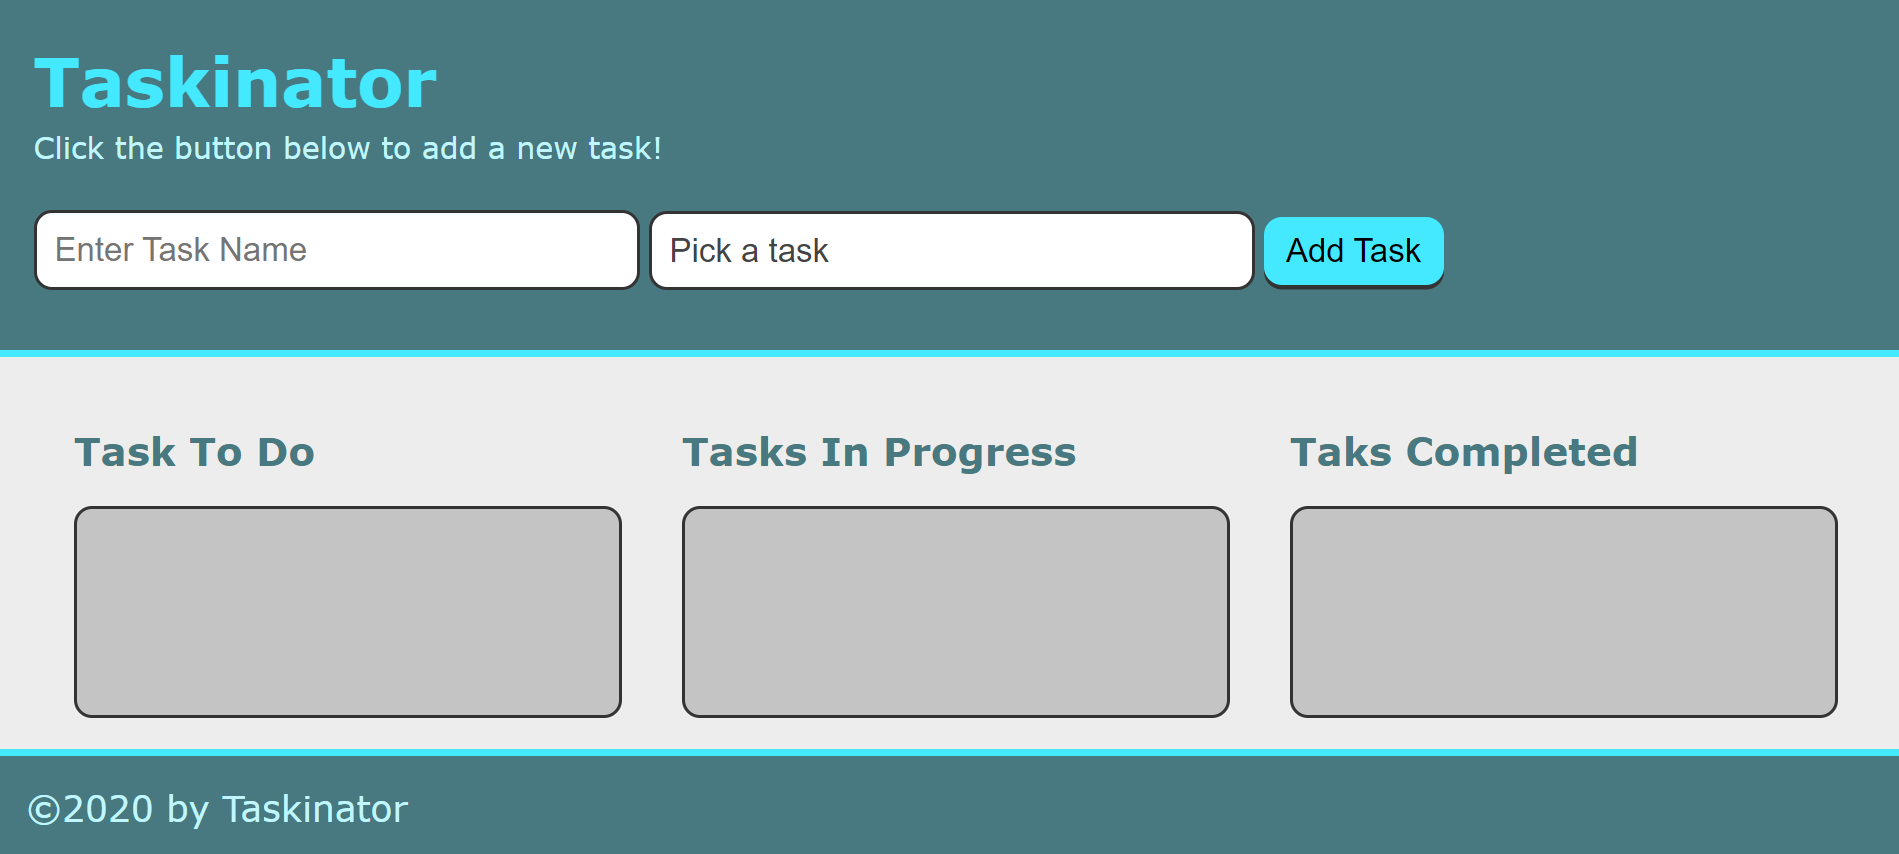 Taskinator
Click the button below to add a new task!
Enter Task Name
Pick a task
Add Task
Task To Do
Tasks In Progress
Taks Completed
©2020 by Taskinator